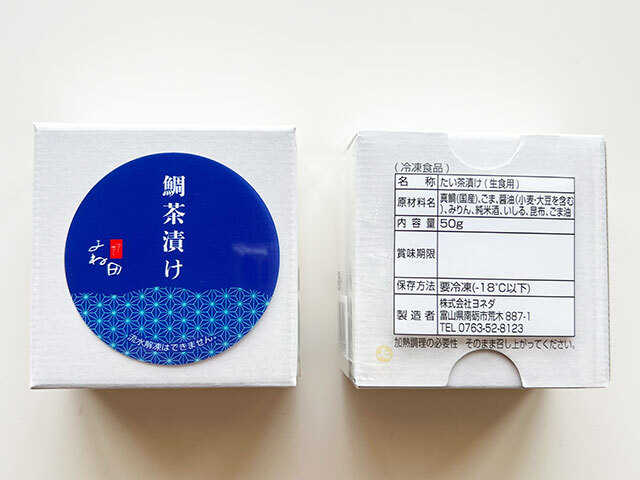 鯛茶漬け
よね田
流水解凍はできません。
(冷凍食品)
名 称 たい茶漬け(生食用)
原材料名 真鯛(国産)、ごま、醤油(小麦・大豆を含む
)、みりん、純米酒、いしる、昆布、ごま油
内容量 50g
賞味期限
保存方法 要冷凍(-18℃以下)
製造者 株式会社ヨネダ
富山県南砺市荒木887-1
TEL 0763-52-8123
加熱調理の必要性 そのまま召し上がってください。